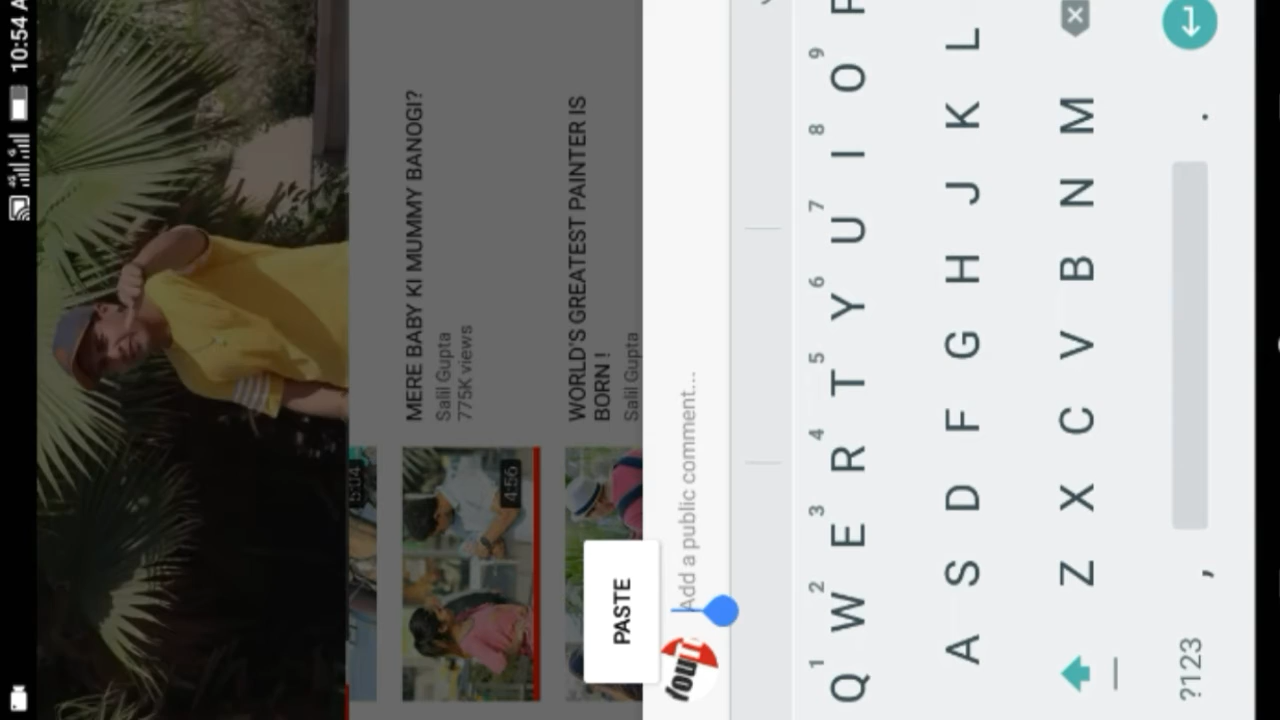 10:54 A
5:04
MERE BABY KI MUMMY BANOGI?
Salil Gupta
775K views
4:56
WORLD'S GREATEST PAINTER IS
BORN !
Salil Gupta
PASTE
Add a public comment...
1 2 3 4 5 6 7 8 9
Q W E R T Y U I O P
A S D F G H J K L
Z X C V B N M
?123 , .